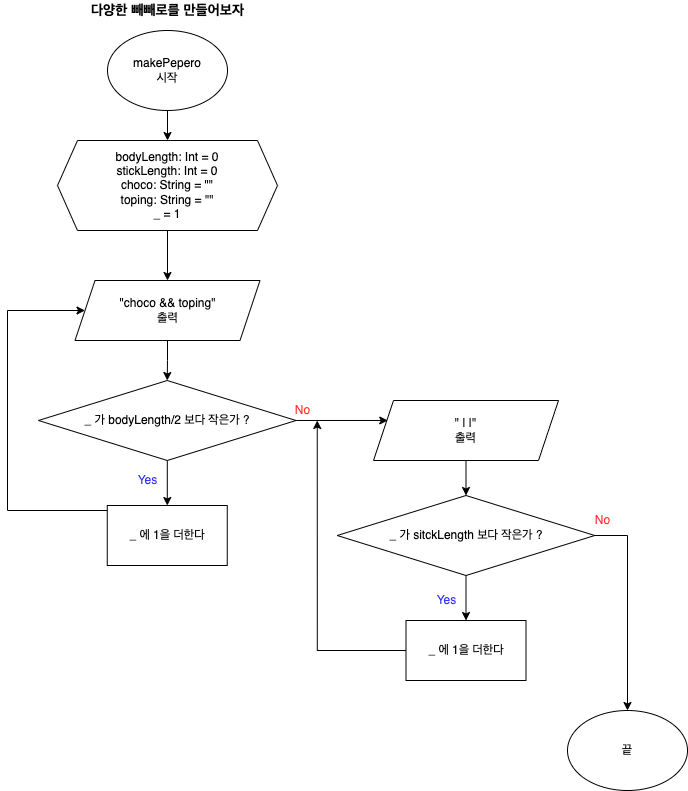 다양한 빼빼로를 만들어보자
makePepero
시작
bodyLength: Int = 0
stickLength: Int = 0
choco: String = ""
toping: String = ""
_ = 1
"choco && toping"
출력
_ 가 bodyLength/2 보다 작은가 ?
No
Yes
_ 에 1을 더한다
" | |"
출력
_ 가 sitckLength 보다 작은가 ?
No
Yes
_ 에 1을 더한다
끝